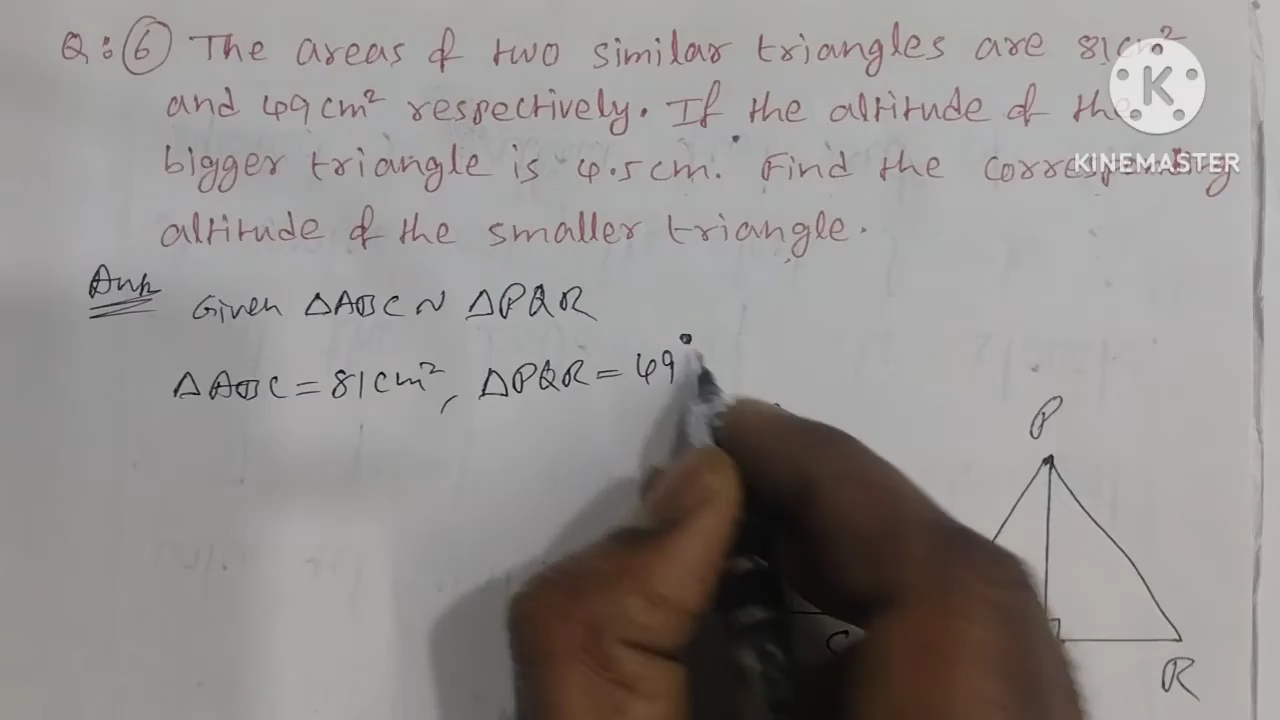 Q:⑥ The areas of two similar triangles are 81cm²
and 49cm² respectively. If the altitude of the
bigger triangle is 4.5cm. Find the corresponding
altitude of the smaller triangle.
Ans
Given △ABC ~ △PQR
△ABC = 81cm², △PQR = 49
P
C
R
K
KINEMASTER